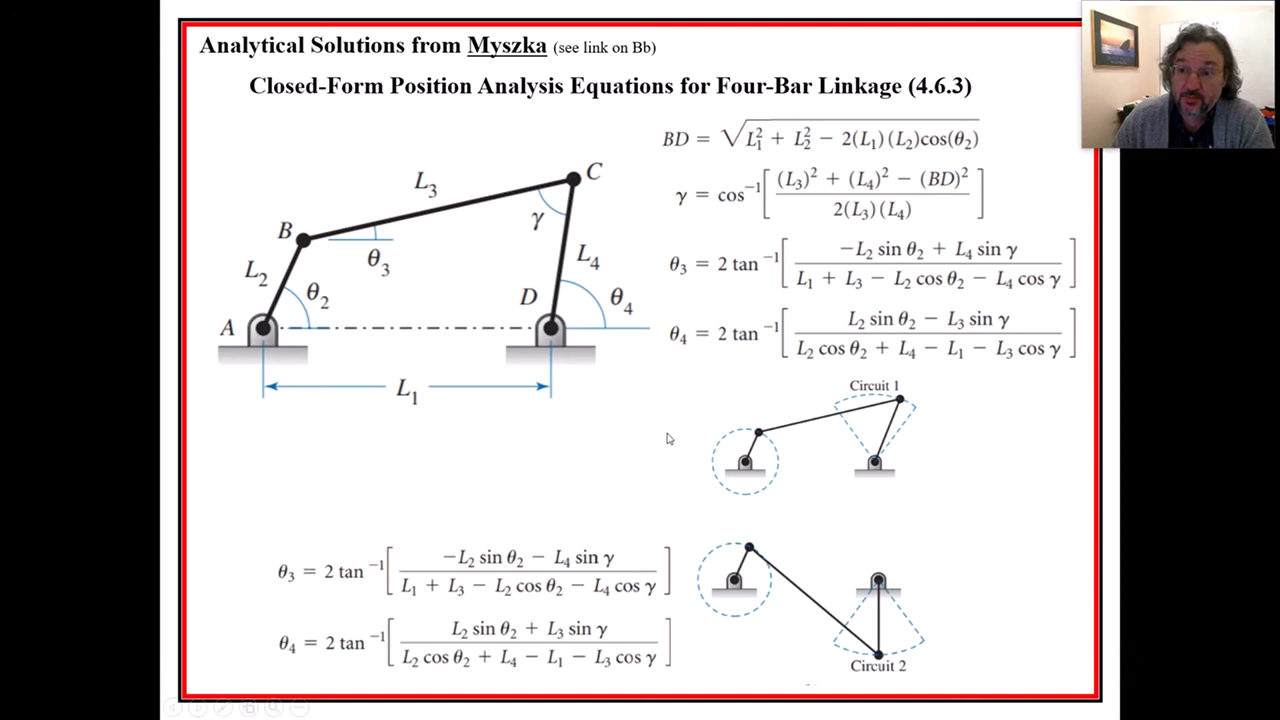 Analytical Solutions from Myszka (see link on Bb)
Closed-Form Position Analysis Equations for Four-Bar Linkage (4.6.3)
BD = √(L₁² + L₂² − 2(L₁)(L₂)cos(θ₂))
γ = cos⁻¹[((L₃)² + (L₄)² − (BD)²) / (2(L₃)(L₄))]
θ₃ = 2 tan⁻¹[(−L₂ sin θ₂ + L₄ sin γ) / (L₁ + L₃ − L₂ cos θ₂ − L₄ cos γ)]
θ₄ = 2 tan⁻¹[(L₂ sin θ₂ − L₃ sin γ) / (L₂ cos θ₂ + L₄ − L₁ − L₃ cos γ)]
C
L₃
γ
B
θ₃
L₄
L₂
θ₂
D
θ₄
A
L₁
Circuit 1
θ₃ = 2 tan⁻¹[(−L₂ sin θ₂ − L₄ sin γ) / (L₁ + L₃ − L₂ cos θ₂ − L₄ cos γ)]
θ₄ = 2 tan⁻¹[(L₂ sin θ₂ + L₃ sin γ) / (L₂ cos θ₂ + L₄ − L₁ − L₃ cos γ)]
Circuit 2